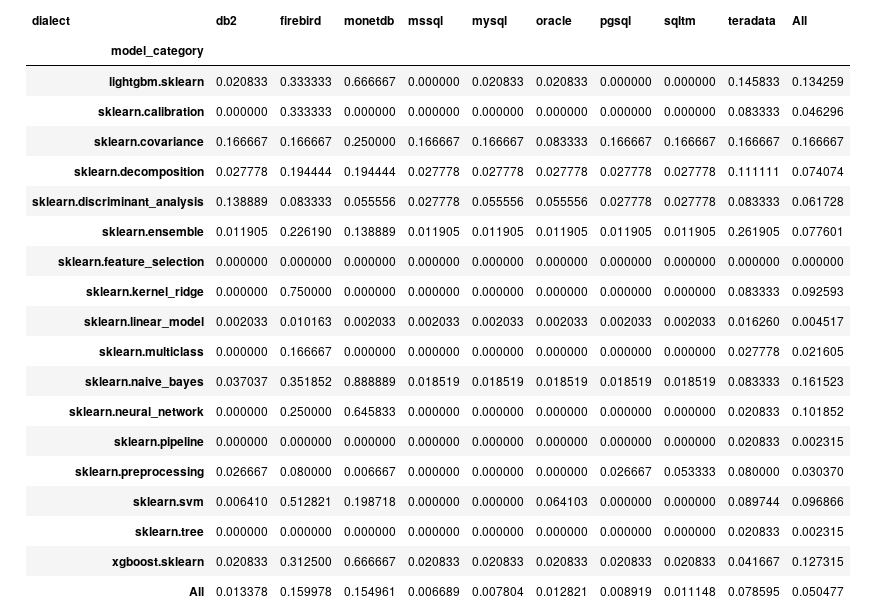 dialect db2 firebird monetdb mssql mysql oracle pgsql sqltm teradata All
model_category
lightgbm.sklearn 0.020833 0.333333 0.666667 0.000000 0.020833 0.020833 0.000000 0.000000 0.145833 0.134259
sklearn.calibration 0.000000 0.333333 0.000000 0.000000 0.000000 0.000000 0.000000 0.000000 0.083333 0.046296
sklearn.covariance 0.166667 0.166667 0.250000 0.166667 0.166667 0.083333 0.166667 0.166667 0.166667 0.166667
sklearn.decomposition 0.027778 0.194444 0.194444 0.027778 0.027778 0.027778 0.027778 0.027778 0.111111 0.074074
sklearn.discriminant_analysis 0.138889 0.083333 0.055556 0.027778 0.055556 0.055556 0.027778 0.027778 0.083333 0.061728
sklearn.ensemble 0.011905 0.226190 0.138889 0.011905 0.011905 0.011905 0.011905 0.011905 0.261905 0.077601
sklearn.feature_selection 0.000000 0.000000 0.000000 0.000000 0.000000 0.000000 0.000000 0.000000 0.000000 0.000000
sklearn.kernel_ridge 0.000000 0.750000 0.000000 0.000000 0.000000 0.000000 0.000000 0.000000 0.083333 0.092593
sklearn.linear_model 0.002033 0.010163 0.002033 0.002033 0.002033 0.002033 0.002033 0.002033 0.016260 0.004517
sklearn.multiclass 0.000000 0.166667 0.000000 0.000000 0.000000 0.000000 0.000000 0.000000 0.027778 0.021605
sklearn.naive_bayes 0.037037 0.351852 0.888889 0.018519 0.018519 0.018519 0.018519 0.018519 0.083333 0.161523
sklearn.neural_network 0.000000 0.250000 0.645833 0.000000 0.000000 0.000000 0.000000 0.000000 0.020833 0.101852
sklearn.pipeline 0.000000 0.000000 0.000000 0.000000 0.000000 0.000000 0.000000 0.000000 0.020833 0.002315
sklearn.preprocessing 0.026667 0.080000 0.006667 0.000000 0.000000 0.000000 0.026667 0.053333 0.080000 0.030370
sklearn.svm 0.006410 0.512821 0.198718 0.000000 0.000000 0.064103 0.000000 0.000000 0.089744 0.096866
sklearn.tree 0.000000 0.000000 0.000000 0.000000 0.000000 0.000000 0.000000 0.000000 0.020833 0.002315
xgboost.sklearn 0.020833 0.312500 0.666667 0.020833 0.020833 0.020833 0.020833 0.020833 0.041667 0.127315
All 0.013378 0.159978 0.154961 0.006689 0.007804 0.012821 0.008919 0.011148 0.078595 0.050477